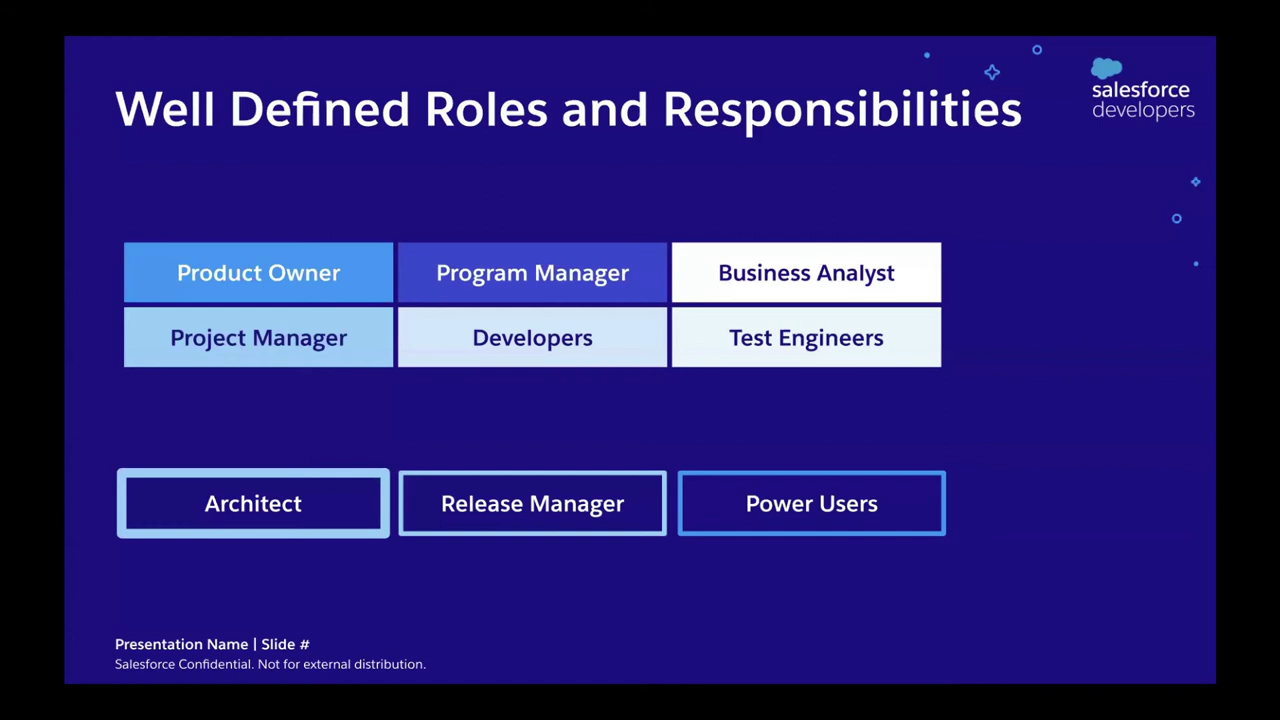 Well Defined Roles and Responsibilities
salesforce
developers
Product Owner
Program Manager
Business Analyst
Project Manager
Developers
Test Engineers
Architect
Release Manager
Power Users
Presentation Name | Slide #
Salesforce Confidential. Not for external distribution.